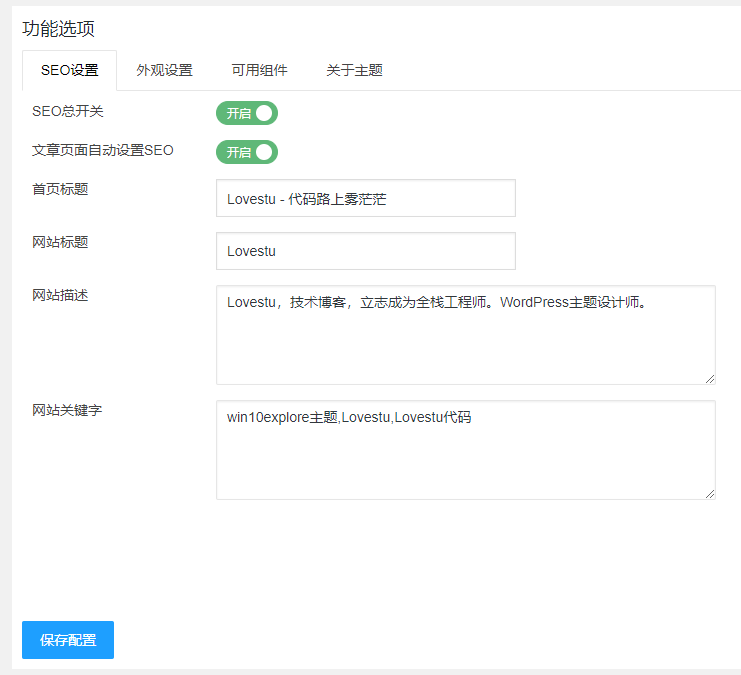 功能选项
SEO设置 外观设置 可用组件 关于主题
SEO总开关 开启
文章页面自动设置SEO 开启
首页标题 Lovestu - 代码路上雾茫茫
网站标题 Lovestu
网站描述 Lovestu，技术博客，立志成为全栈工程师。WordPress主题设计师。
网站关键字 win10explore主题,Lovestu,Lovestu代码
保存配置